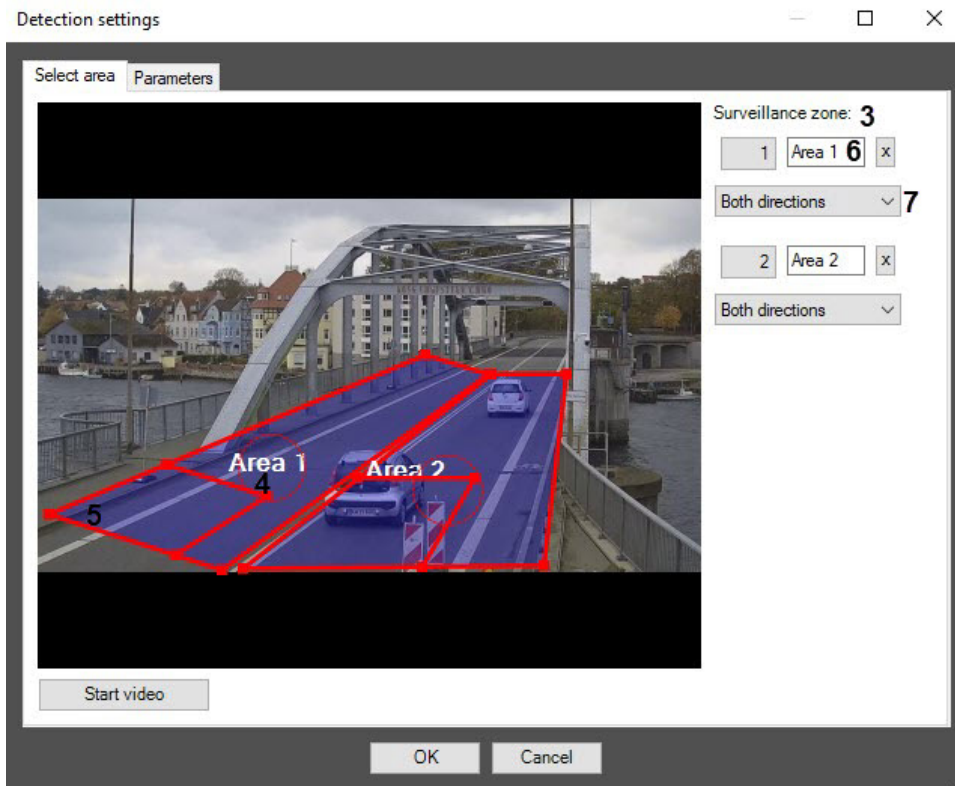 Detection settings
Select area Parameters
Surveillance zone: 3
1 Area 1 6 x
Both directions 7
2 Area 2 x
Both directions
Area 1
Area 2
4
5
Start video
OK Cancel